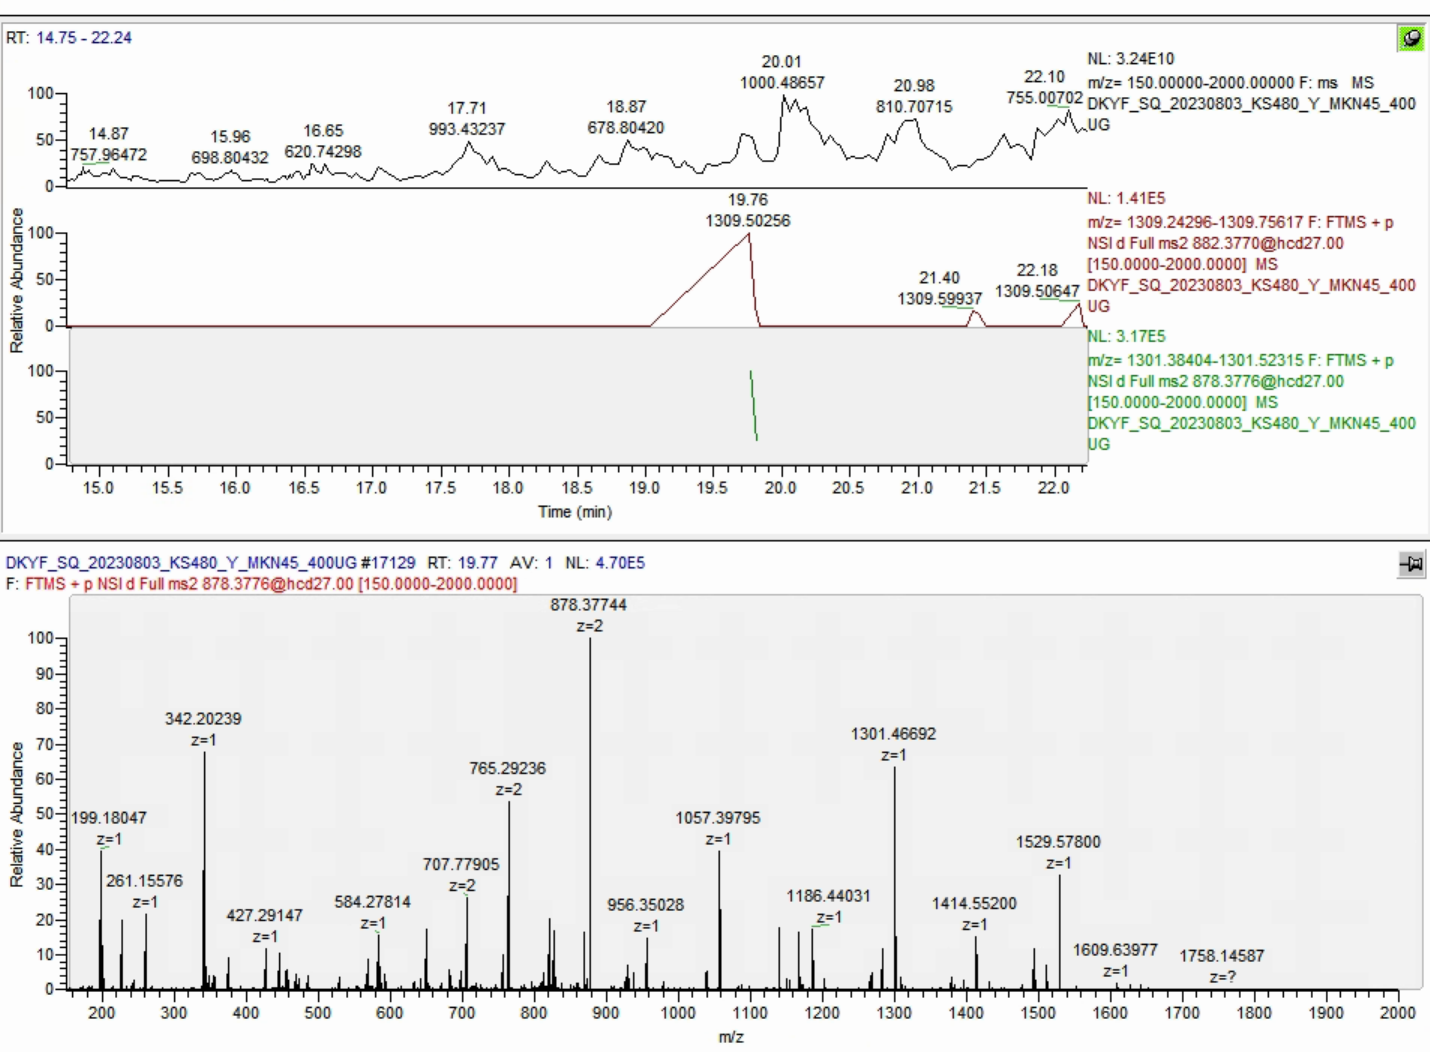 RT: 14.75 - 22.24
20.01
1000.48657
20.98
810.70715
22.10
755.00702
17.71
993.43237
18.87
678.80420
14.87
757.96472
15.96
698.80432
16.65
620.74298
100
50
0
NL: 3.24E10
m/z= 150.00000-2000.00000 F: ms MS
DKYF_SQ_20230803_KS480_Y_MKN45_400
UG
19.76
1309.50256
21.40
1309.59937
22.18
1309.50647
100
50
0
NL: 1.41E5
m/z= 1309.24296-1309.75617 F: FTMS + p
NSI d Full ms2 882.3770@hcd27.00
[150.0000-2000.0000] MS
DKYF_SQ_20230803_KS480_Y_MKN45_400
UG
Relative Abundance
100
50
0
NL: 3.17E5
m/z= 1301.38404-1301.52315 F: FTMS + p
NSI d Full ms2 878.3776@hcd27.00
[150.0000-2000.0000] MS
DKYF_SQ_20230803_KS480_Y_MKN45_400
UG
15.0 15.5 16.0 16.5 17.0 17.5 18.0 18.5 19.0 19.5 20.0 20.5 21.0 21.5 22.0
Time (min)
DKYF_SQ_20230803_KS480_Y_MKN45_400UG #17129 RT: 19.77 AV: 1 NL: 4.70E5
F: FTMS + p NSI d Full ms2 878.3776@hcd27.00 [150.0000-2000.0000]
878.37744
z=2
342.20239
z=1
1301.46692
z=1
765.29236
z=2
199.18047
z=1
1057.39795
z=1
1529.57800
z=1
707.77905
z=2
261.15576
z=1
427.29147
z=1
584.27814
z=1
956.35028
z=1
1186.44031
z=1
1414.55200
z=1
1609.63977
z=1
1758.14587
z=?
Relative Abundance
100
90
80
70
60
50
40
30
20
10
0
200 300 400 500 600 700 800 900 1000 1100 1200 1300 1400 1500 1600 1700 1800 1900 2000
m/z